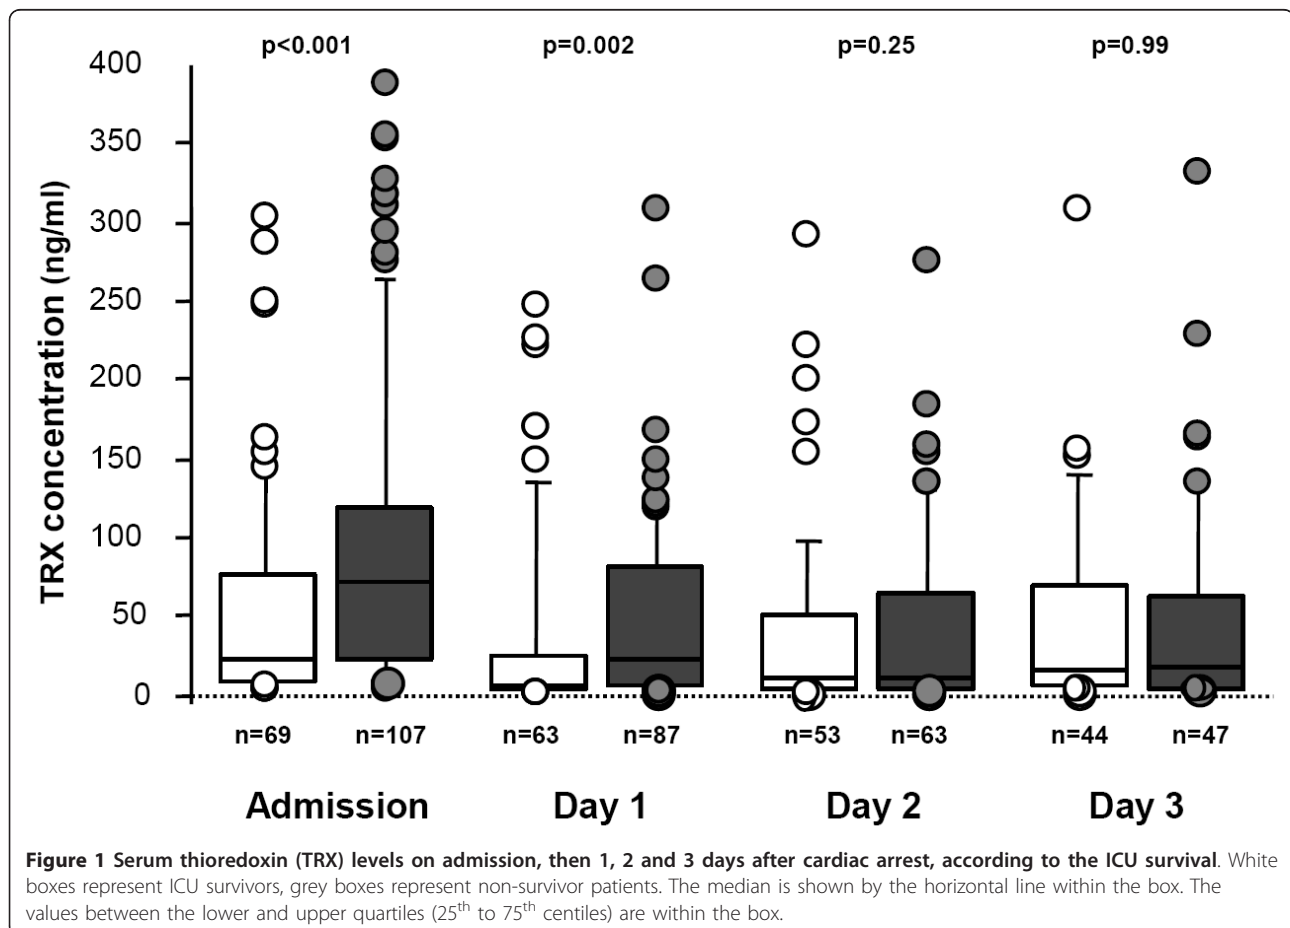 p<0.001 p=0.002 p=0.25 p=0.99
400
350
300
250
200
150
100
50
0
TRX concentration (ng/ml)
n=69 n=107 n=63 n=87 n=53 n=63 n=44 n=47
Admission Day 1 Day 2 Day 3
Figure 1 Serum thioredoxin (TRX) levels on admission, then 1, 2 and 3 days after cardiac arrest, according to the ICU survival. White
boxes represent ICU survivors, grey boxes represent non-survivor patients. The median is shown by the horizontal line within the box. The
values between the lower and upper quartiles (25th to 75th centiles) are within the box.